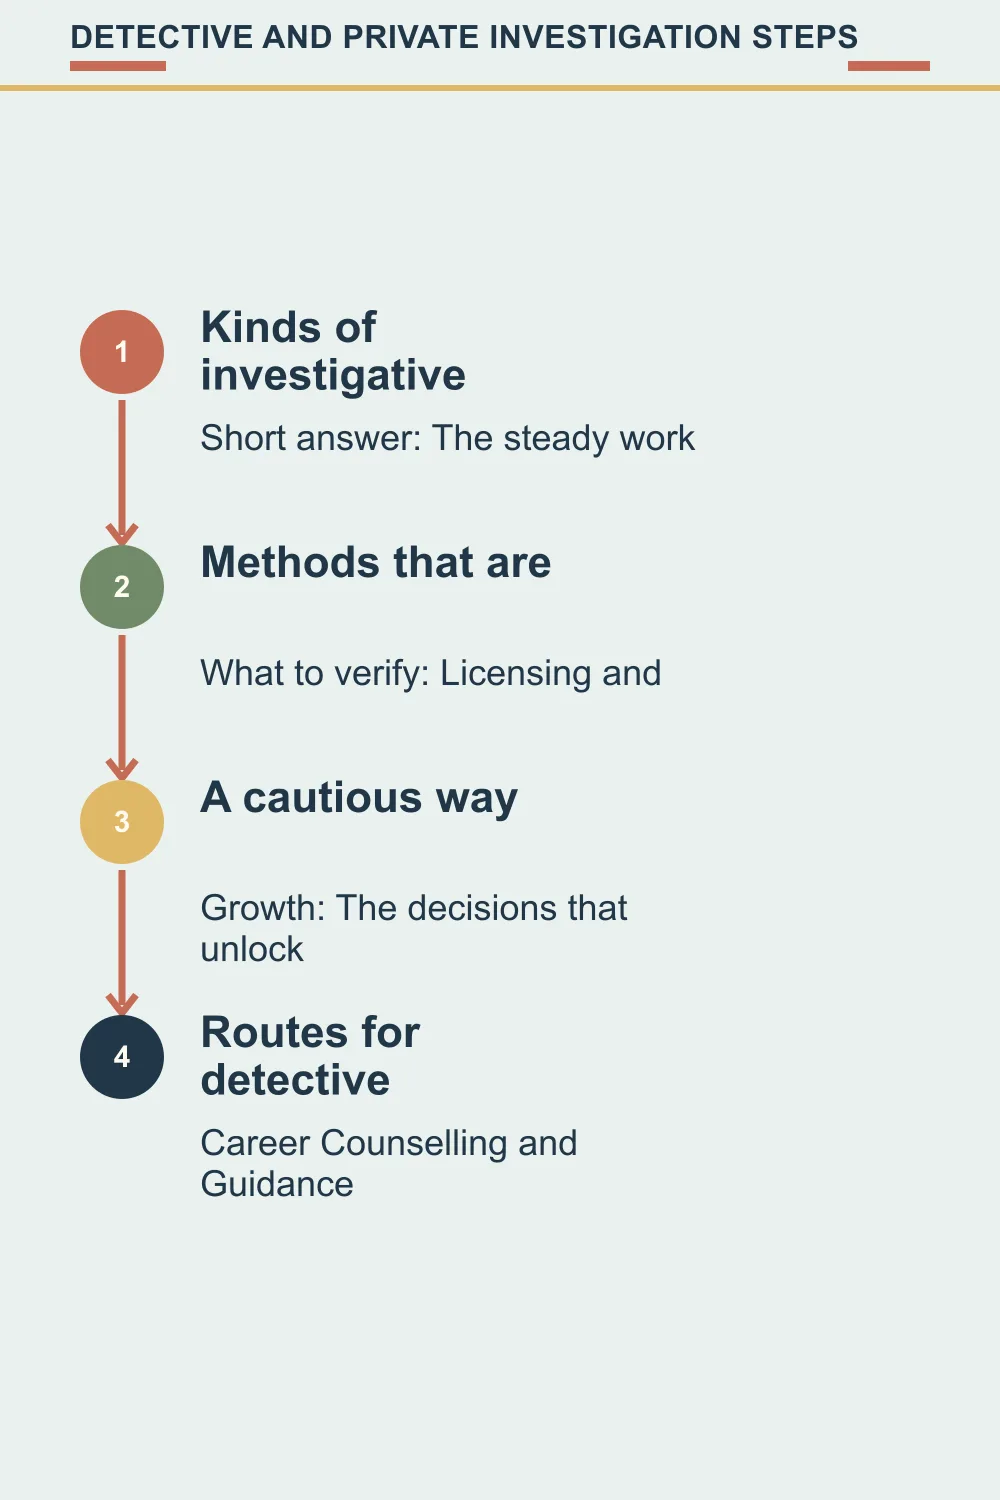 DETECTIVE AND PRIVATE INVESTIGATION STEPS
1
Kinds of
investigative
Short answer: The steady work
2
Methods that are
What to verify: Licensing and
3
A cautious way
Growth: The decisions that
unlock
4
Routes for
detective
Career Counselling and
Guidance